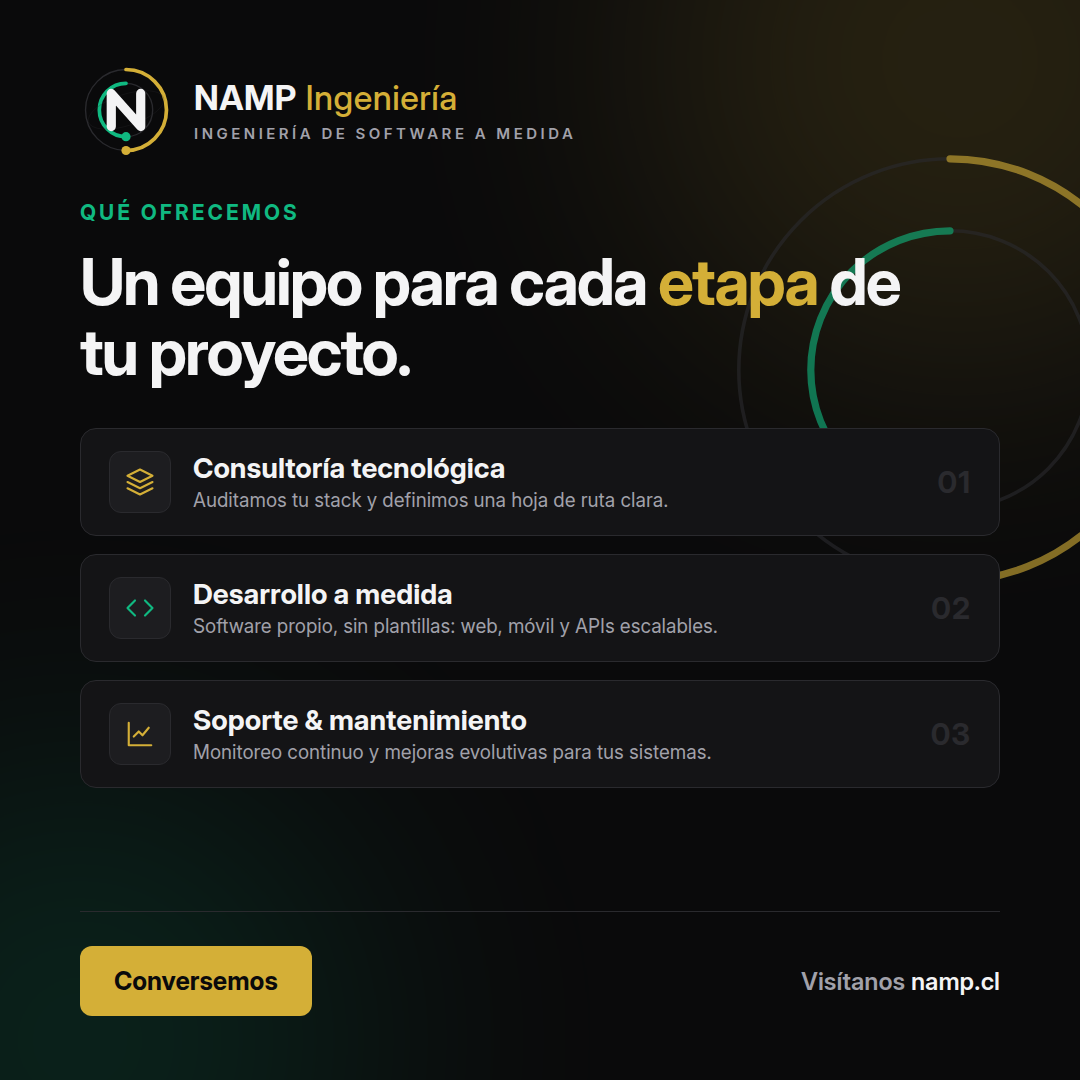 N
NAMP Ingeniería
INGENIERÍA DE SOFTWARE A MEDIDA
QUÉ OFRECEMOS
Un equipo para cada etapa de
tu proyecto.
Consultoría tecnológica
Auditamos tu stack y definimos una hoja de ruta clara.
01
Desarrollo a medida
Software propio, sin plantillas: web, móvil y APIs escalables.
02
Soporte & mantenimiento
Monitoreo continuo y mejoras evolutivas para tus sistemas.
03
Conversemos
Visítanos namp.cl